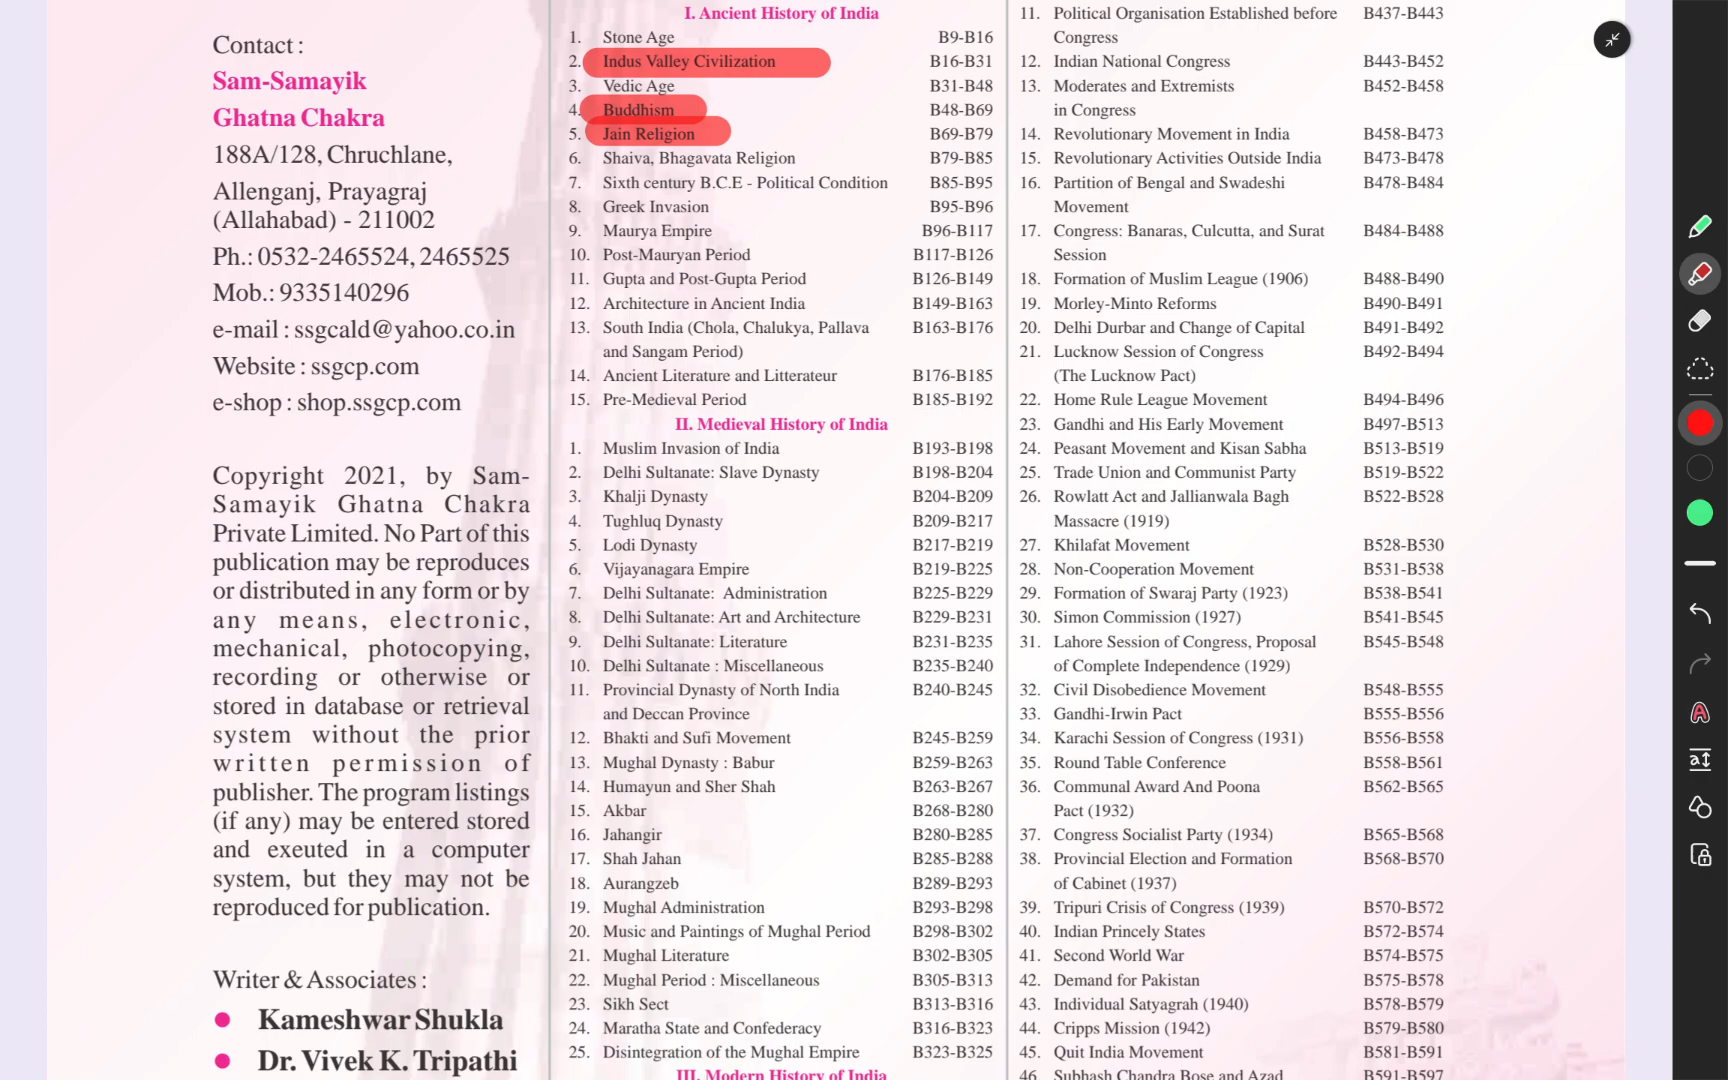 Contact :
Sam-Samayik
Ghatna Chakra
188A/128, Chruchlane,
Allenganj, Prayagraj
(Allahabad) - 211002
Ph.: 0532-2465524, 2465525
Mob.: 9335140296
e-mail : ssgcald@yahoo.co.in
Website : ssgcp.com
e-shop : shop.ssgcp.com
Copyright 2021, by Sam-
Samayik Ghatna Chakra
Private Limited. No Part of this
publication may be reproduces
or distributed in any form or by
any means, electronic,
mechanical, photocopying,
recording or otherwise or
stored in database or retrieval
system without the prior
written permission of
publisher. The program listings
(if any) may be entered stored
and exeuted in a computer
system, but they may not be
reproduced for publication.
Writer & Associates :
● Kameshwar Shukla
● Dr. Vivek K. Tripathi
I. Ancient History of India
1. Stone Age B9-B16
2. Indus Valley Civilization B16-B31
3. Vedic Age B31-B48
4. Buddhism B48-B69
5. Jain Religion B69-B79
6. Shaiva, Bhagavata Religion B79-B85
7. Sixth century B.C.E - Political Condition B85-B95
8. Greek Invasion B95-B96
9. Maurya Empire B96-B117
10. Post-Mauryan Period B117-B126
11. Gupta and Post-Gupta Period B126-B149
12. Architecture in Ancient India B149-B163
13. South India (Chola, Chalukya, Pallava B163-B176
and Sangam Period)
14. Ancient Literature and Litterateur B176-B185
15. Pre-Medieval Period B185-B192
II. Medieval History of India
1. Muslim Invasion of India B193-B198
2. Delhi Sultanate: Slave Dynasty B198-B204
3. Khalji Dynasty B204-B209
4. Tughluq Dynasty B209-B217
5. Lodi Dynasty B217-B219
6. Vijayanagara Empire B219-B225
7. Delhi Sultanate: Administration B225-B229
8. Delhi Sultanate: Art and Architecture B229-B231
9. Delhi Sultanate: Literature B231-B235
10. Delhi Sultanate : Miscellaneous B235-B240
11. Provincial Dynasty of North India B240-B245
and Deccan Province
12. Bhakti and Sufi Movement B245-B259
13. Mughal Dynasty : Babur B259-B263
14. Humayun and Sher Shah B263-B267
15. Akbar B268-B280
16. Jahangir B280-B285
17. Shah Jahan B285-B288
18. Aurangzeb B289-B293
19. Mughal Administration B293-B298
20. Music and Paintings of Mughal Period B298-B302
21. Mughal Literature B302-B305
22. Mughal Period : Miscellaneous B305-B313
23. Sikh Sect B313-B316
24. Maratha State and Confederacy B316-B323
25. Disintegration of the Mughal Empire B323-B325
III. Modern History of India
11. Political Organisation Established before B437-B443
Congress
12. Indian National Congress B443-B452
13. Moderates and Extremists B452-B458
in Congress
14. Revolutionary Movement in India B458-B473
15. Revolutionary Activities Outside India B473-B478
16. Partition of Bengal and Swadeshi B478-B484
Movement
17. Congress: Banaras, Culcutta, and Surat B484-B488
Session
18. Formation of Muslim League (1906) B488-B490
19. Morley-Minto Reforms B490-B491
20. Delhi Durbar and Change of Capital B491-B492
21. Lucknow Session of Congress B492-B494
(The Lucknow Pact)
22. Home Rule League Movement B494-B496
23. Gandhi and His Early Movement B497-B513
24. Peasant Movement and Kisan Sabha B513-B519
25. Trade Union and Communist Party B519-B522
26. Rowlatt Act and Jallianwala Bagh B522-B528
Massacre (1919)
27. Khilafat Movement B528-B530
28. Non-Cooperation Movement B531-B538
29. Formation of Swaraj Party (1923) B538-B541
30. Simon Commission (1927) B541-B545
31. Lahore Session of Congress, Proposal B545-B548
of Complete Independence (1929)
32. Civil Disobedience Movement B548-B555
33. Gandhi-Irwin Pact B555-B556
34. Karachi Session of Congress (1931) B556-B558
35. Round Table Conference B558-B561
36. Communal Award And Poona B562-B565
Pact (1932)
37. Congress Socialist Party (1934) B565-B568
38. Provincial Election and Formation B568-B570
of Cabinet (1937)
39. Tripuri Crisis of Congress (1939) B570-B572
40. Indian Princely States B572-B574
41. Second World War B574-B575
42. Demand for Pakistan B575-B578
43. Individual Satyagrah (1940) B578-B579
44. Cripps Mission (1942) B579-B580
45. Quit India Movement B581-B591
46. Subhash Chandra Bose and Azad B591-B597